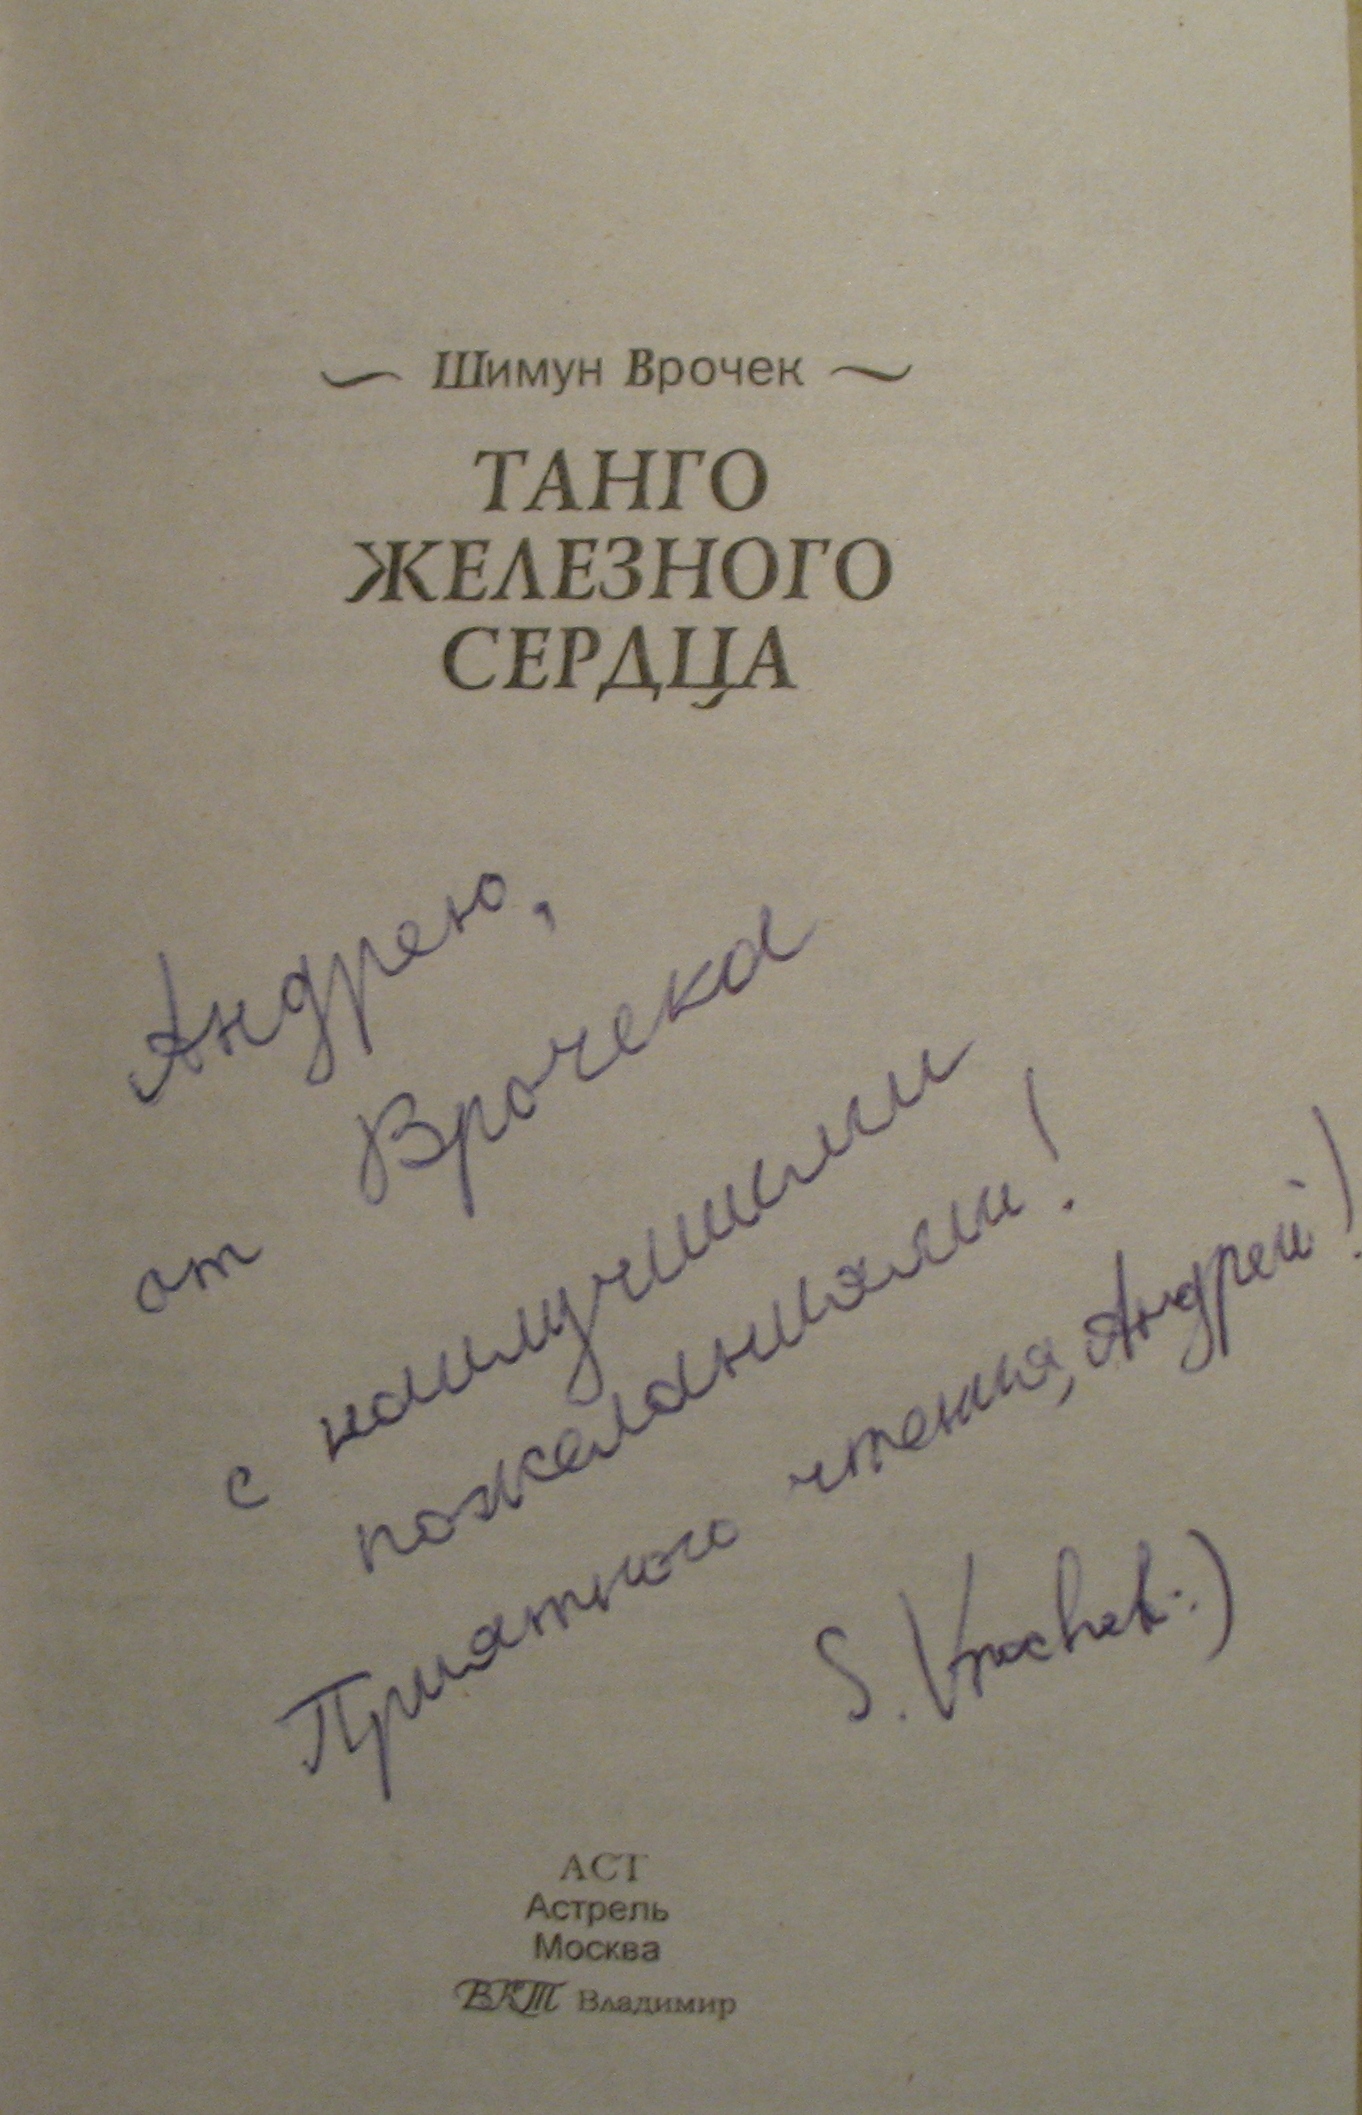 Шимун Врочек
ТАНГО
ЖЕЛЕЗНОГО
СЕРДЦА
Андрею,
от Врочека
с наилучшими
пожеланиями!
Приятного чтения, Андрей!
S. Vrochek :)
АСТ
Астрель
Москва
ВКТ Владимир